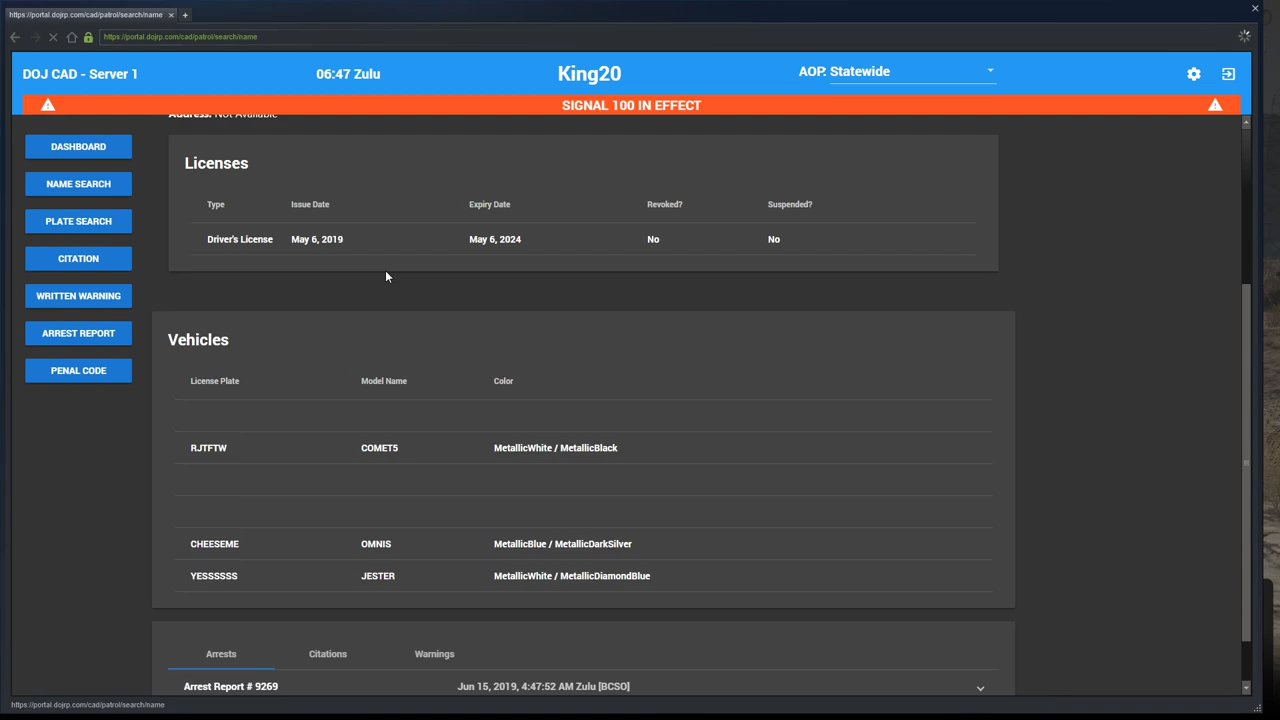 https://portal.dojrp.com/cad/patrol/search/name
https://portal.dojrp.com/cad/patrol/search/name
DOJ CAD - Server 1 06:47 Zulu King20 AOP: Statewide
SIGNAL 100 IN EFFECT
Address: Not Available
DASHBOARD
NAME SEARCH
PLATE SEARCH
CITATION
WRITTEN WARNING
ARREST REPORT
PENAL CODE
Licenses
Type Issue Date Expiry Date Revoked? Suspended?
Driver's License May 6, 2019 May 6, 2024 No No
Vehicles
License Plate Model Name Color
RJTFTW COMET5 MetallicWhite / MetallicBlack
CHEESEME OMNIS MetallicBlue / MetallicDarkSilver
YESSSSSS JESTER MetallicWhite / MetallicDiamondBlue
Arrests Citations Warnings
Arrest Report # 9269 Jun 15, 2019, 4:47:52 AM Zulu [BCSO]
https://portal.dojrp.com/cad/patrol/search/name